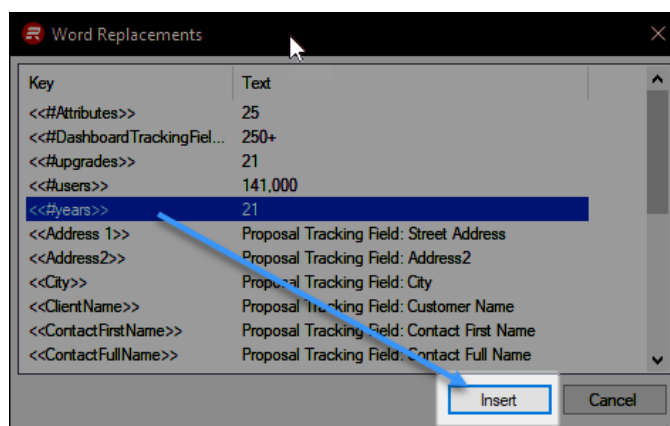 Word Replacements
Key Text
<<#Attributes>> 25
<<#DashboardTrackingFiel... 250+
<<#upgrades>> 21
<<#users>> 141,000
<<#years>> 21
<<Address 1>> Proposal Tracking Field: Street Address
<<Address2>> Proposal Tracking Field: Address2
<<City>> Proposal Tracking Field: City
<<ClientName>> Proposal Tracking Field: Customer Name
<<ContactFirstName>> Proposal Tracking Field: Contact First Name
<<ContactFullName>> Proposal Tracking Field: Contact Full Name
Insert Cancel